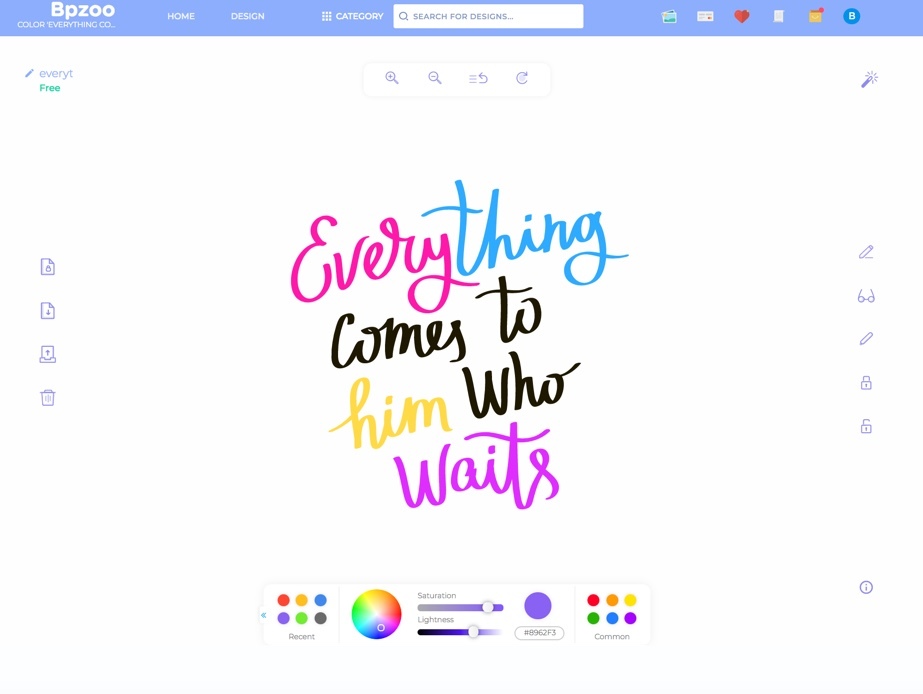 Bpzoo
COLOR 'EVERYTHING CO...
HOME
DESIGN
CATEGORY
SEARCH FOR DESIGNS...
B
everyt
Free
Everything
Comes to
him Who
Waits
Recent
Saturation
Lightness
#8962F3
Common